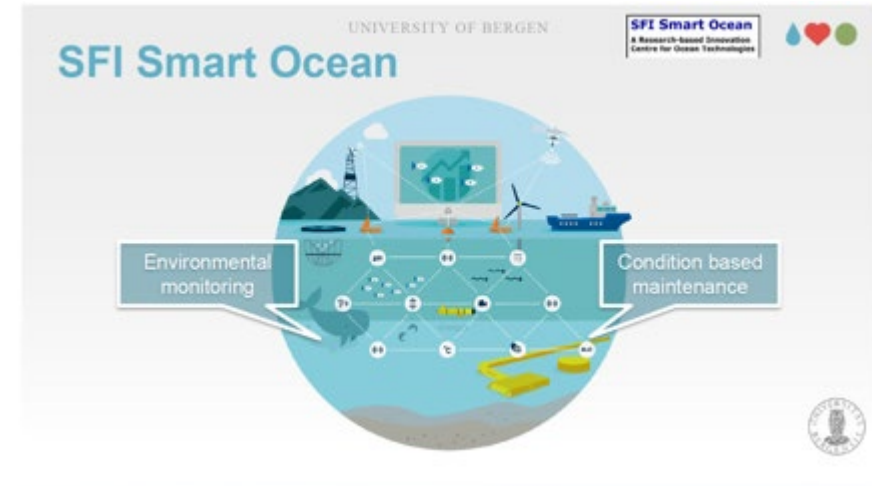 UNIVERSITY OF BERGEN
SFI Smart Ocean
A Research-based Innovation
Centre for Ocean Technologies
SFI Smart Ocean
Environmental
monitoring
Condition based
maintenance
°C